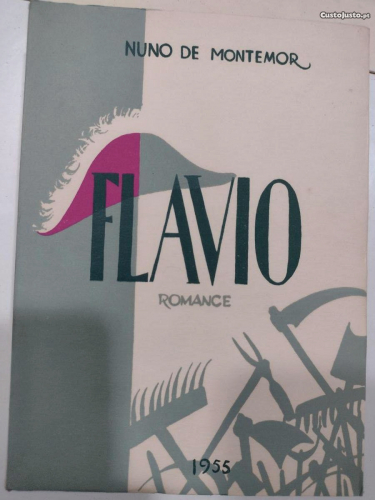 CustoJusto.pt
NUNO DE MONTEMOR
FLAVIO
ROMANCE
1955